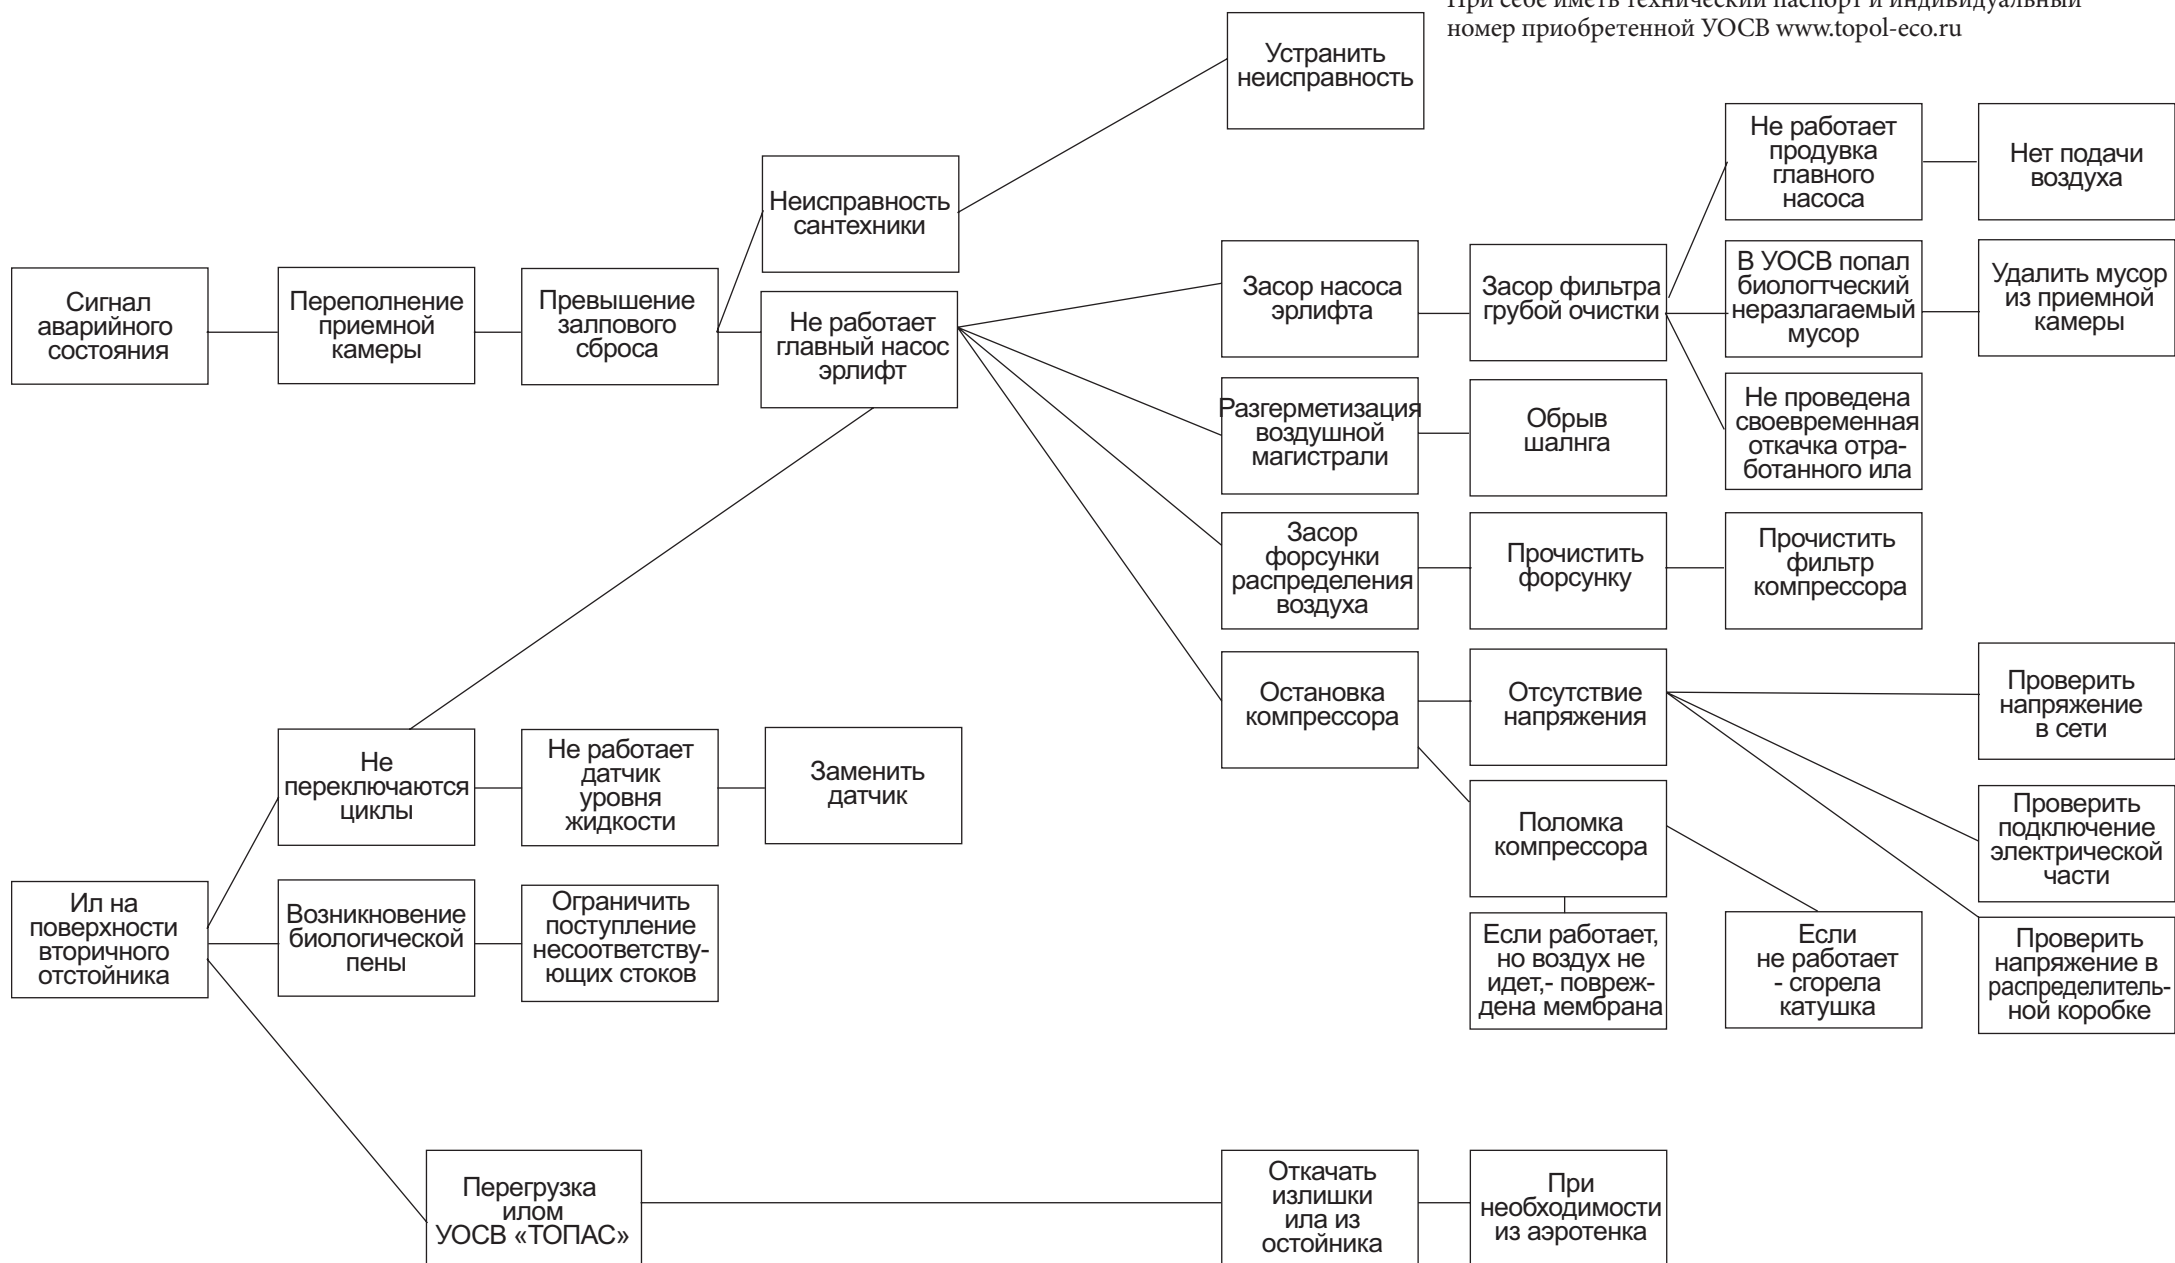 При себе иметь технический паспорт и индивидуальный
номер приобретенной УОСВ www.topol-eco.ru
Устранить
неисправность
Не работает
продувка
главного
насоса
Нет подачи
воздуха
Неисправность
сантехники
Сигнал
аварийного
состояния
Переполнение
приемной
камеры
Превышение
залпового
сброса
Не работает
главный насос
эрлифт
Засор насоса
эрлифта
Засор фильтра
грубой очистки
В УОСВ попал
биологтческий
неразлагаемый
мусор
Удалить мусор
из приемной
камеры
Разгерметизация
воздушной
магистрали
Обрыв
шалнга
Не проведена
своевременная
откачка отра-
ботанного ила
Засор
форсунки
распределения
воздуха
Прочистить
форсунку
Прочистить
фильтр
компрессора
Остановка
компрессора
Отсутствие
напряжения
Проверить
напряжение
в сети
Не
переключаются
циклы
Не работает
датчик
уровня
жидкости
Заменить
датчик
Поломка
компрессора
Проверить
подключение
электрической
части
Ил на
поверхности
вторичного
отстойника
Возникновение
биологической
пены
Ограничить
поступление
несоответству-
ющих стоков
Если работает,
но воздух не
идет,- повреж-
дена мембрана
Если
не работает
- сгорела
катушка
Проверить
напряжение в
распределитель-
ной коробке
Перегрузка
илом
УОСВ «ТОПАС»
Откачать
излишки
ила из
остойника
При
необходимости
из аэротенка